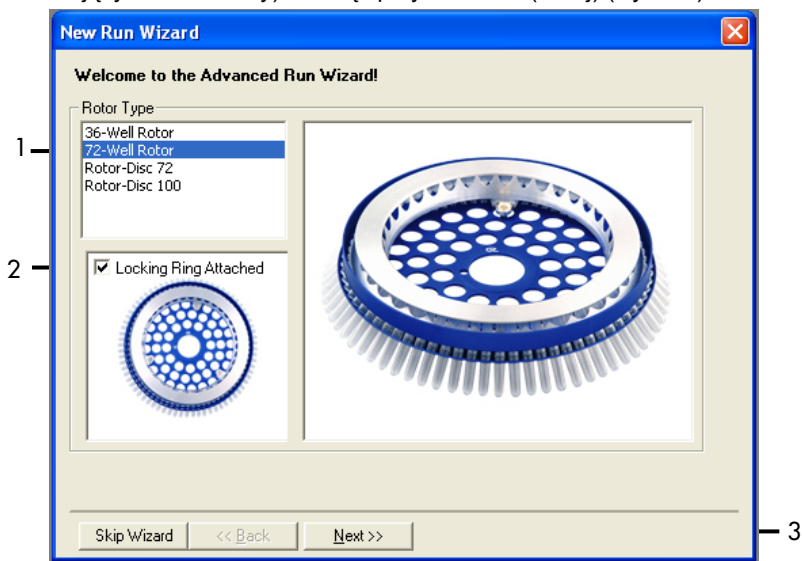 New Run Wizard
Welcome to the Advanced Run Wizard!
Rotor Type
36-Well Rotor
1
72-Well Rotor
Rotor-Disc 72
Rotor-Disc 100
2
Locking Ring Attached
Skip Wizard << Back Next >>
3